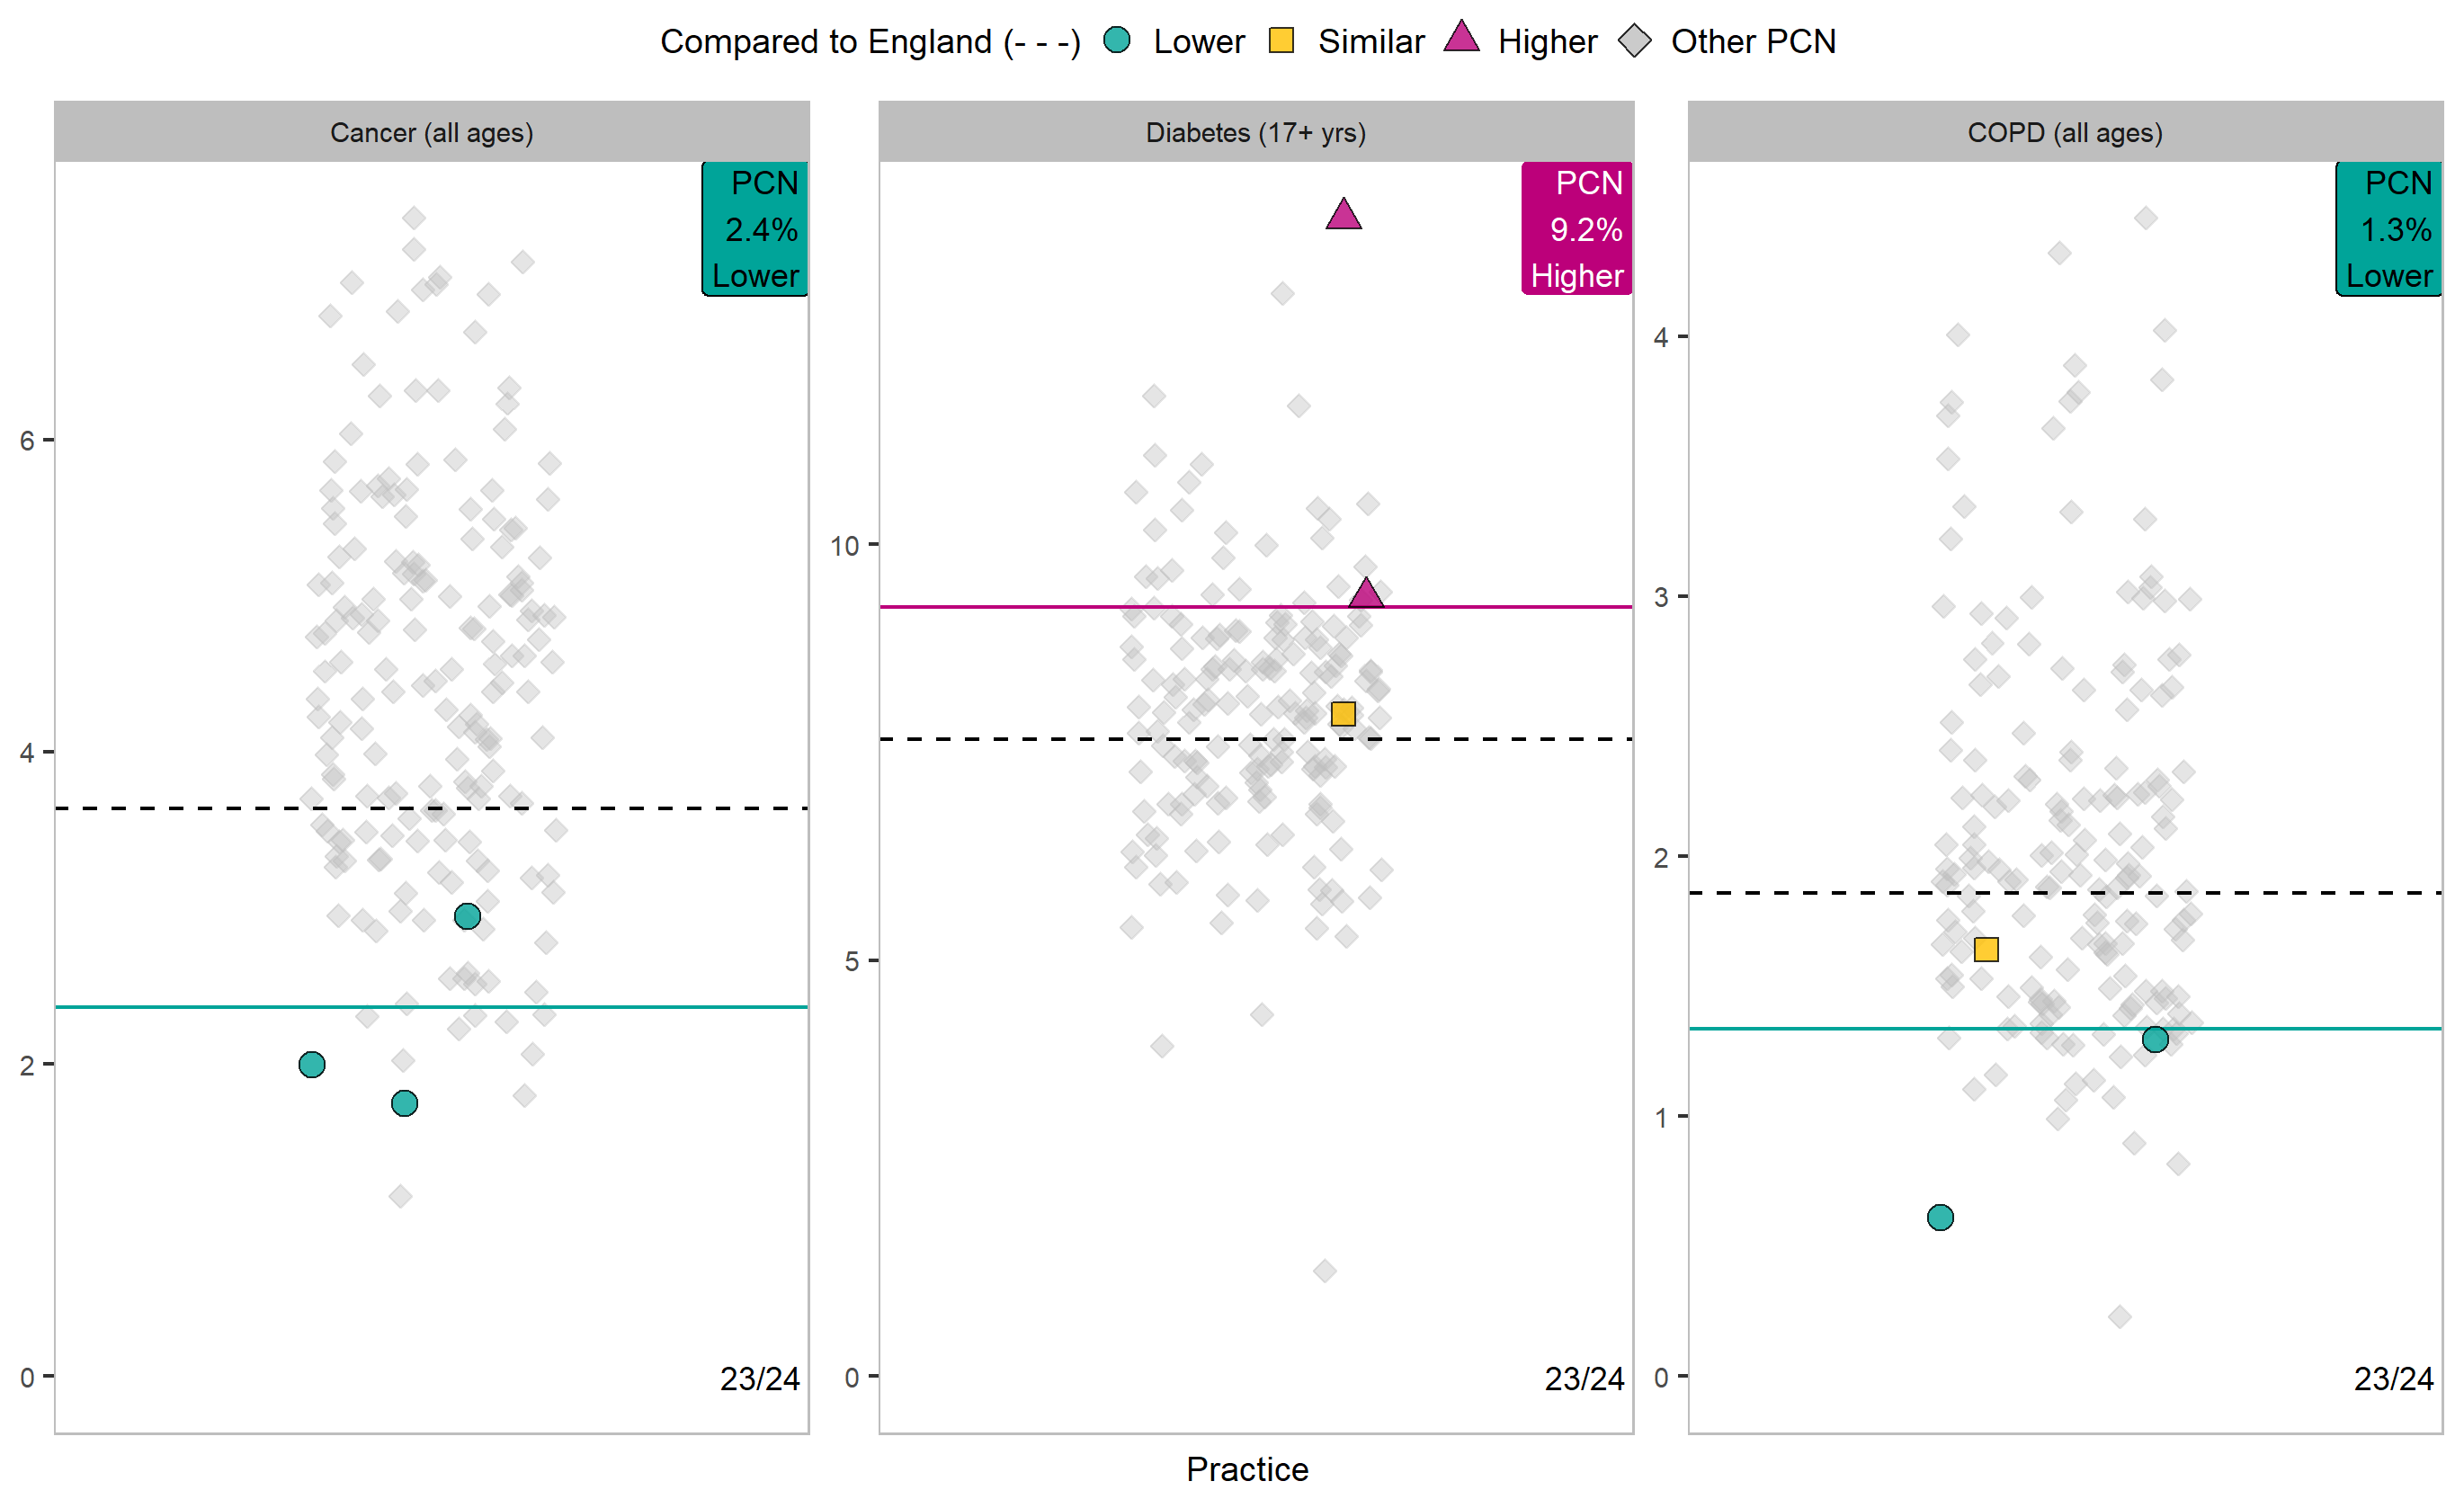 Compared to England (- - -) Lower Similar Higher Other PCN
Cancer (all ages)
PCN
2.4%
Lower
6
4
2
0
23/24
Diabetes (17+ yrs)
PCN
9.2%
Higher
10
5
0
23/24
COPD (all ages)
PCN
1.3%
Lower
4
3
2
1
0
23/24
Practice